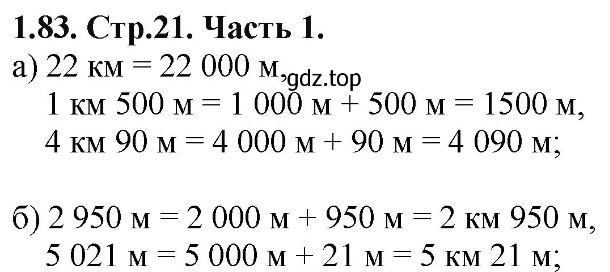 1.83. Стр.21. Часть 1.
а) 22 км = 22 000 м,
gdz.top
1 км 500 м = 1 000 м + 500 м = 1500 м,
4 км 90 м = 4 000 м + 90 м = 4 090 м;
б) 2 950 м = 2 000 м + 950 м = 2 км 950 м,
5 021 м = 5 000 м + 21 м = 5 км 21 м;